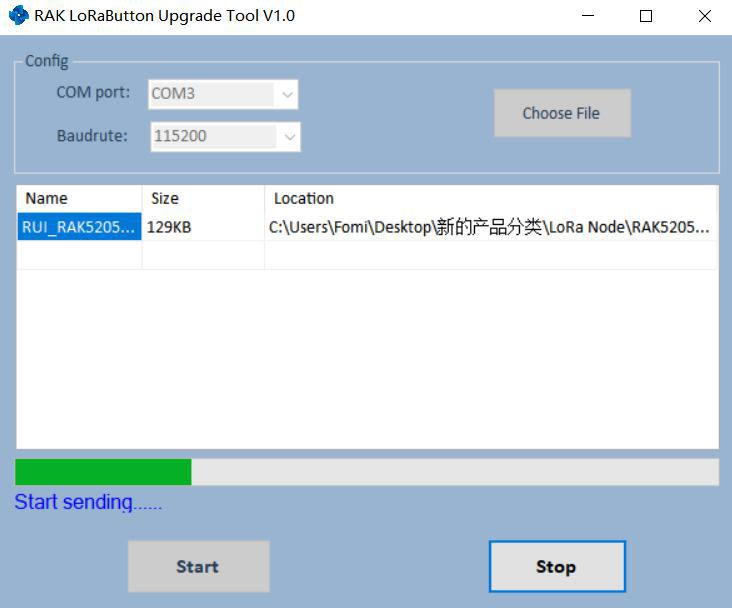 RAK LoRaButton Upgrade Tool V1.0
Config
COM port: COM3
Choose File
Baudrute: 115200
Name Size Location
RUI_RAK5205... 129KB C:\Users\Fomi\Desktop\新的产品分类\LoRa Node\RAK5205...
Start sending......
Start Stop